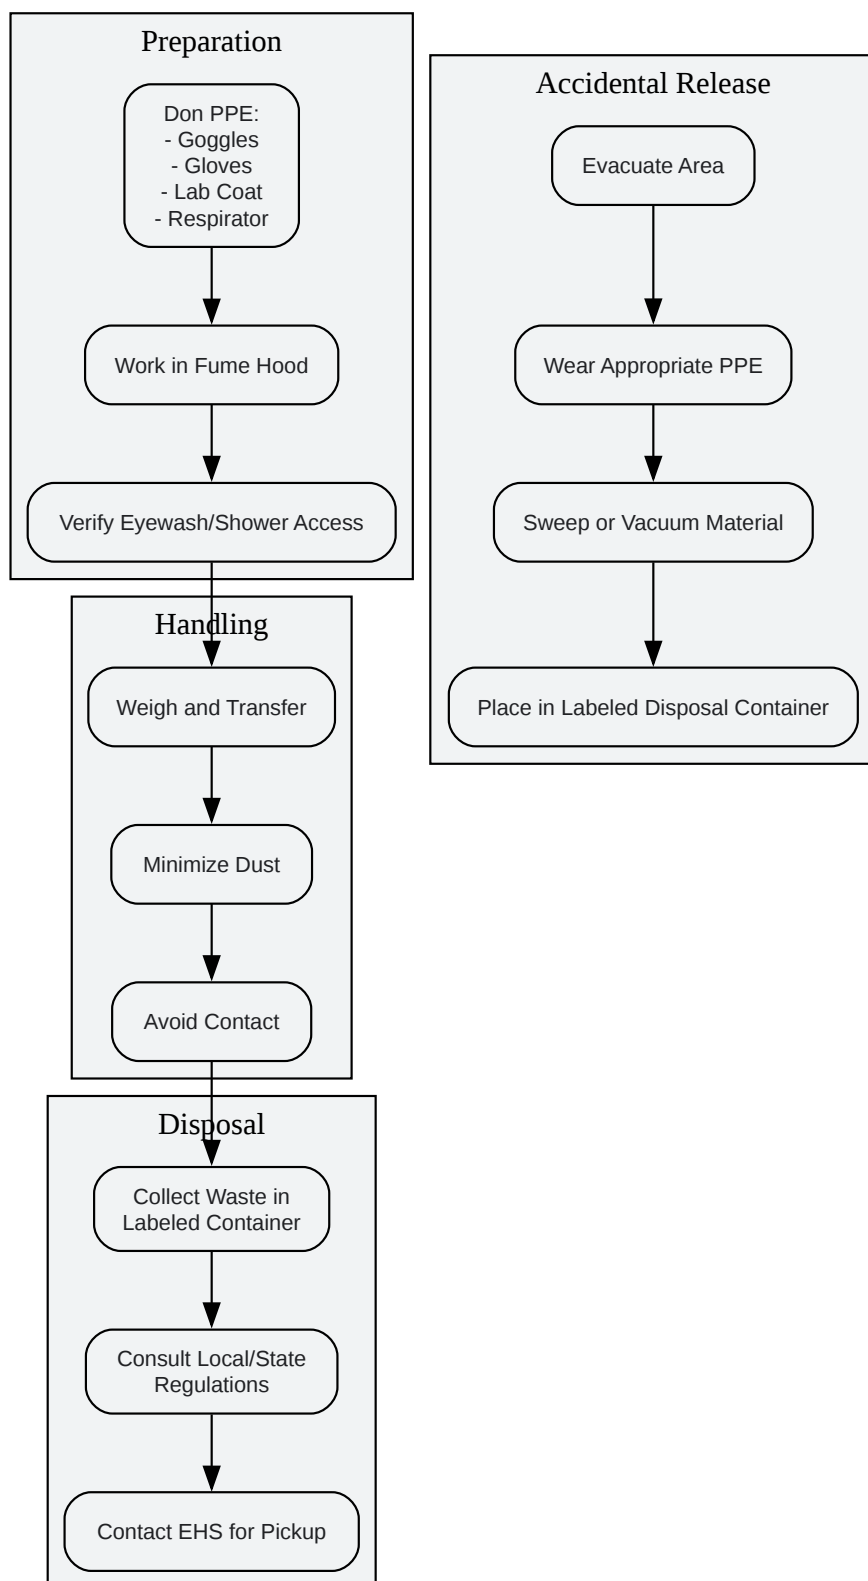 Preparation
Don PPE:
- Goggles
- Gloves
- Lab Coat
- Respirator
Work in Fume Hood
Verify Eyewash/Shower Access
Handling
Weigh and Transfer
Minimize Dust
Avoid Contact
Disposal
Collect Waste in
Labeled Container
Consult Local/State
Regulations
Contact EHS for Pickup
Accidental Release
Evacuate Area
Wear Appropriate PPE
Sweep or Vacuum Material
Place in Labeled Disposal Container